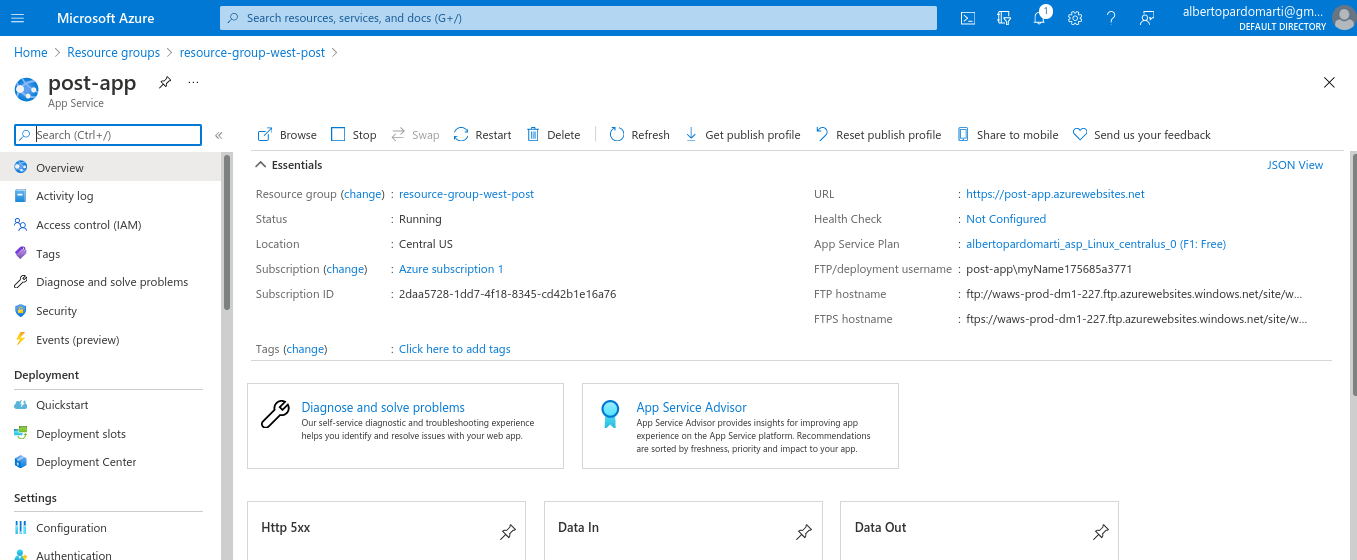 Microsoft Azure
Search resources, services, and docs (G+/)
1
albertopardomarti@gm...
DEFAULT DIRECTORY
Home > Resource groups > resource-group-west-post >
post-app
...
App Service
Search (Ctrl+/)
«
Browse Stop Swap Restart Delete Refresh Get publish profile Reset publish profile Share to mobile Send us your feedback
Overview
Activity log
Access control (IAM)
Tags
Diagnose and solve problems
Security
Events (preview)
Deployment
Quickstart
Deployment slots
Deployment Center
Settings
Configuration
Authentication
Essentials
JSON View
Resource group (change) : resource-group-west-post
Status : Running
Location : Central US
Subscription (change) : Azure subscription 1
Subscription ID : 2daa5728-1dd7-4f18-8345-cd42b1e16a76
URL : https://post-app.azurewebsites.net
Health Check : Not Configured
App Service Plan : albertopardomarti_asp_Linux_centralus_0 (F1: Free)
FTP/deployment username : post-app\myName175685a3771
FTP hostname : ftp://waws-prod-dm1-227.ftp.azurewebsites.windows.net/site/w...
FTPS hostname : ftps://waws-prod-dm1-227.ftp.azurewebsites.windows.net/site/w...
Tags (change) : Click here to add tags
Diagnose and solve problems
Our self-service diagnostic and troubleshooting experience
helps you identify and resolve issues with your web app.
App Service Advisor
App Service Advisor provides insights for improving app
experience on the App Service platform. Recommendations
are sorted by freshness, priority and impact to your app.
Http 5xx
Data In
Data Out